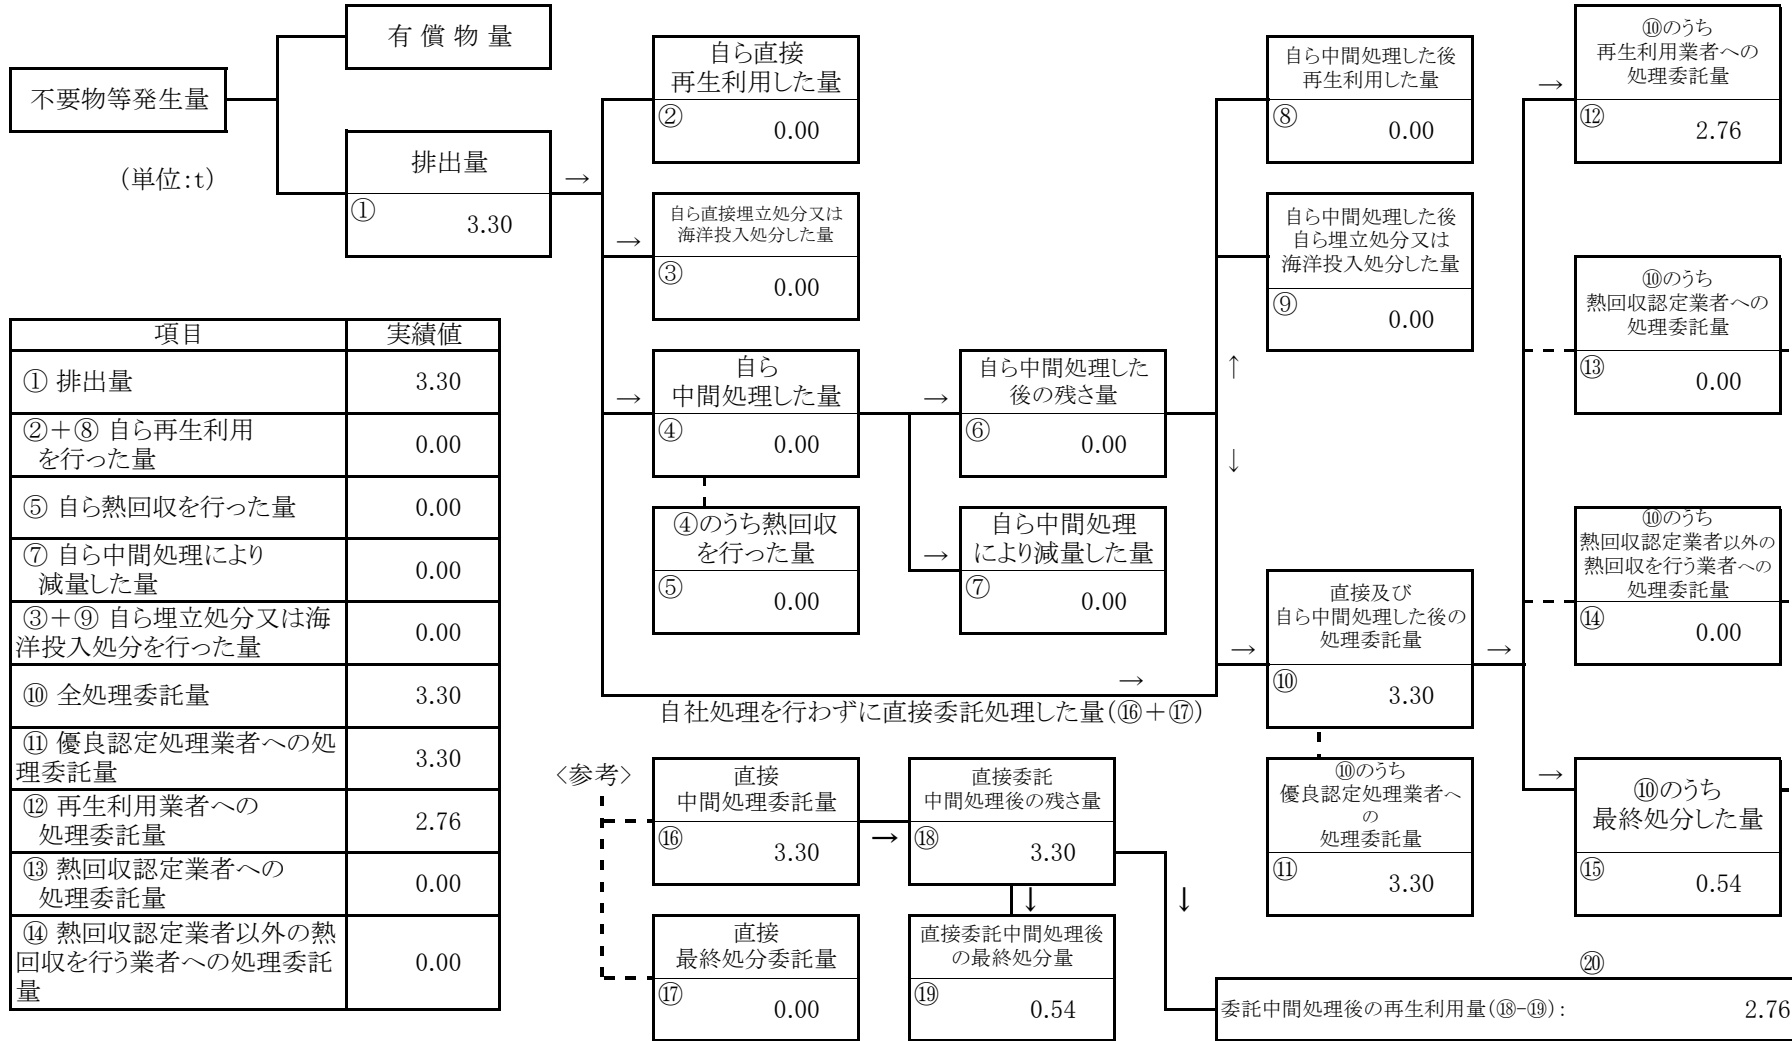 不要物等発生量
(単位:t)
有 償 物 量
排出量
①
3.30
→
自ら直接
再生利用した量
②
0.00
→
自ら直接埋立処分又は
海洋投入処分した量
③
0.00
→
自ら
中間処理した量
④
0.00
④のうち熱回収
を行った量
⑤
0.00
→
自ら中間処理した
後の残さ量
⑥
0.00
→
自ら中間処理
により減量した量
⑦
0.00
↑
↓
自ら中間処理した後
再生利用した量
⑧
0.00
自ら中間処理した後
自ら埋立処分又は
海洋投入処分した量
⑨
0.00
→
自社処理を行わずに直接委託処理した量(⑯+⑰)
→
直接及び
自ら中間処理した後の
処理委託量
⑩
3.30
→
⑩のうち
優良認定処理業者へ
の
処理委託量
⑪
3.30
→
⑩のうち
再生利用業者への
処理委託量
⑫
2.76
⑩のうち
熱回収認定業者への
処理委託量
⑬
0.00
⑩のうち
熱回収認定業者以外の
熱回収を行う業者への
処理委託量
⑭
0.00
→
⑩のうち
最終処分した量
⑮
0.54
項目 実績値
① 排出量 3.30
②+⑧ 自ら再生利用
を行った量 0.00
⑤ 自ら熱回収を行った量 0.00
⑦ 自ら中間処理により
減量した量 0.00
③+⑨ 自ら埋立処分又は海
洋投入処分を行った量 0.00
⑩ 全処理委託量 3.30
⑪ 優良認定処理業者への処
理委託量 3.30
⑫ 再生利用業者への
処理委託量 2.76
⑬ 熱回収認定業者への
処理委託量 0.00
⑭ 熱回収認定業者以外の熱
回収を行う業者への処理委託
量 0.00
〈参考〉
直接
中間処理委託量
⑯
3.30
→
直接委託
中間処理後の残さ量
⑱
3.30
↓
↓
直接
最終処分委託量
⑰
0.00
直接委託中間処理後
の最終処分量
⑲
0.54
⑳
委託中間処理後の再生利用量(⑱-⑲): 2.76